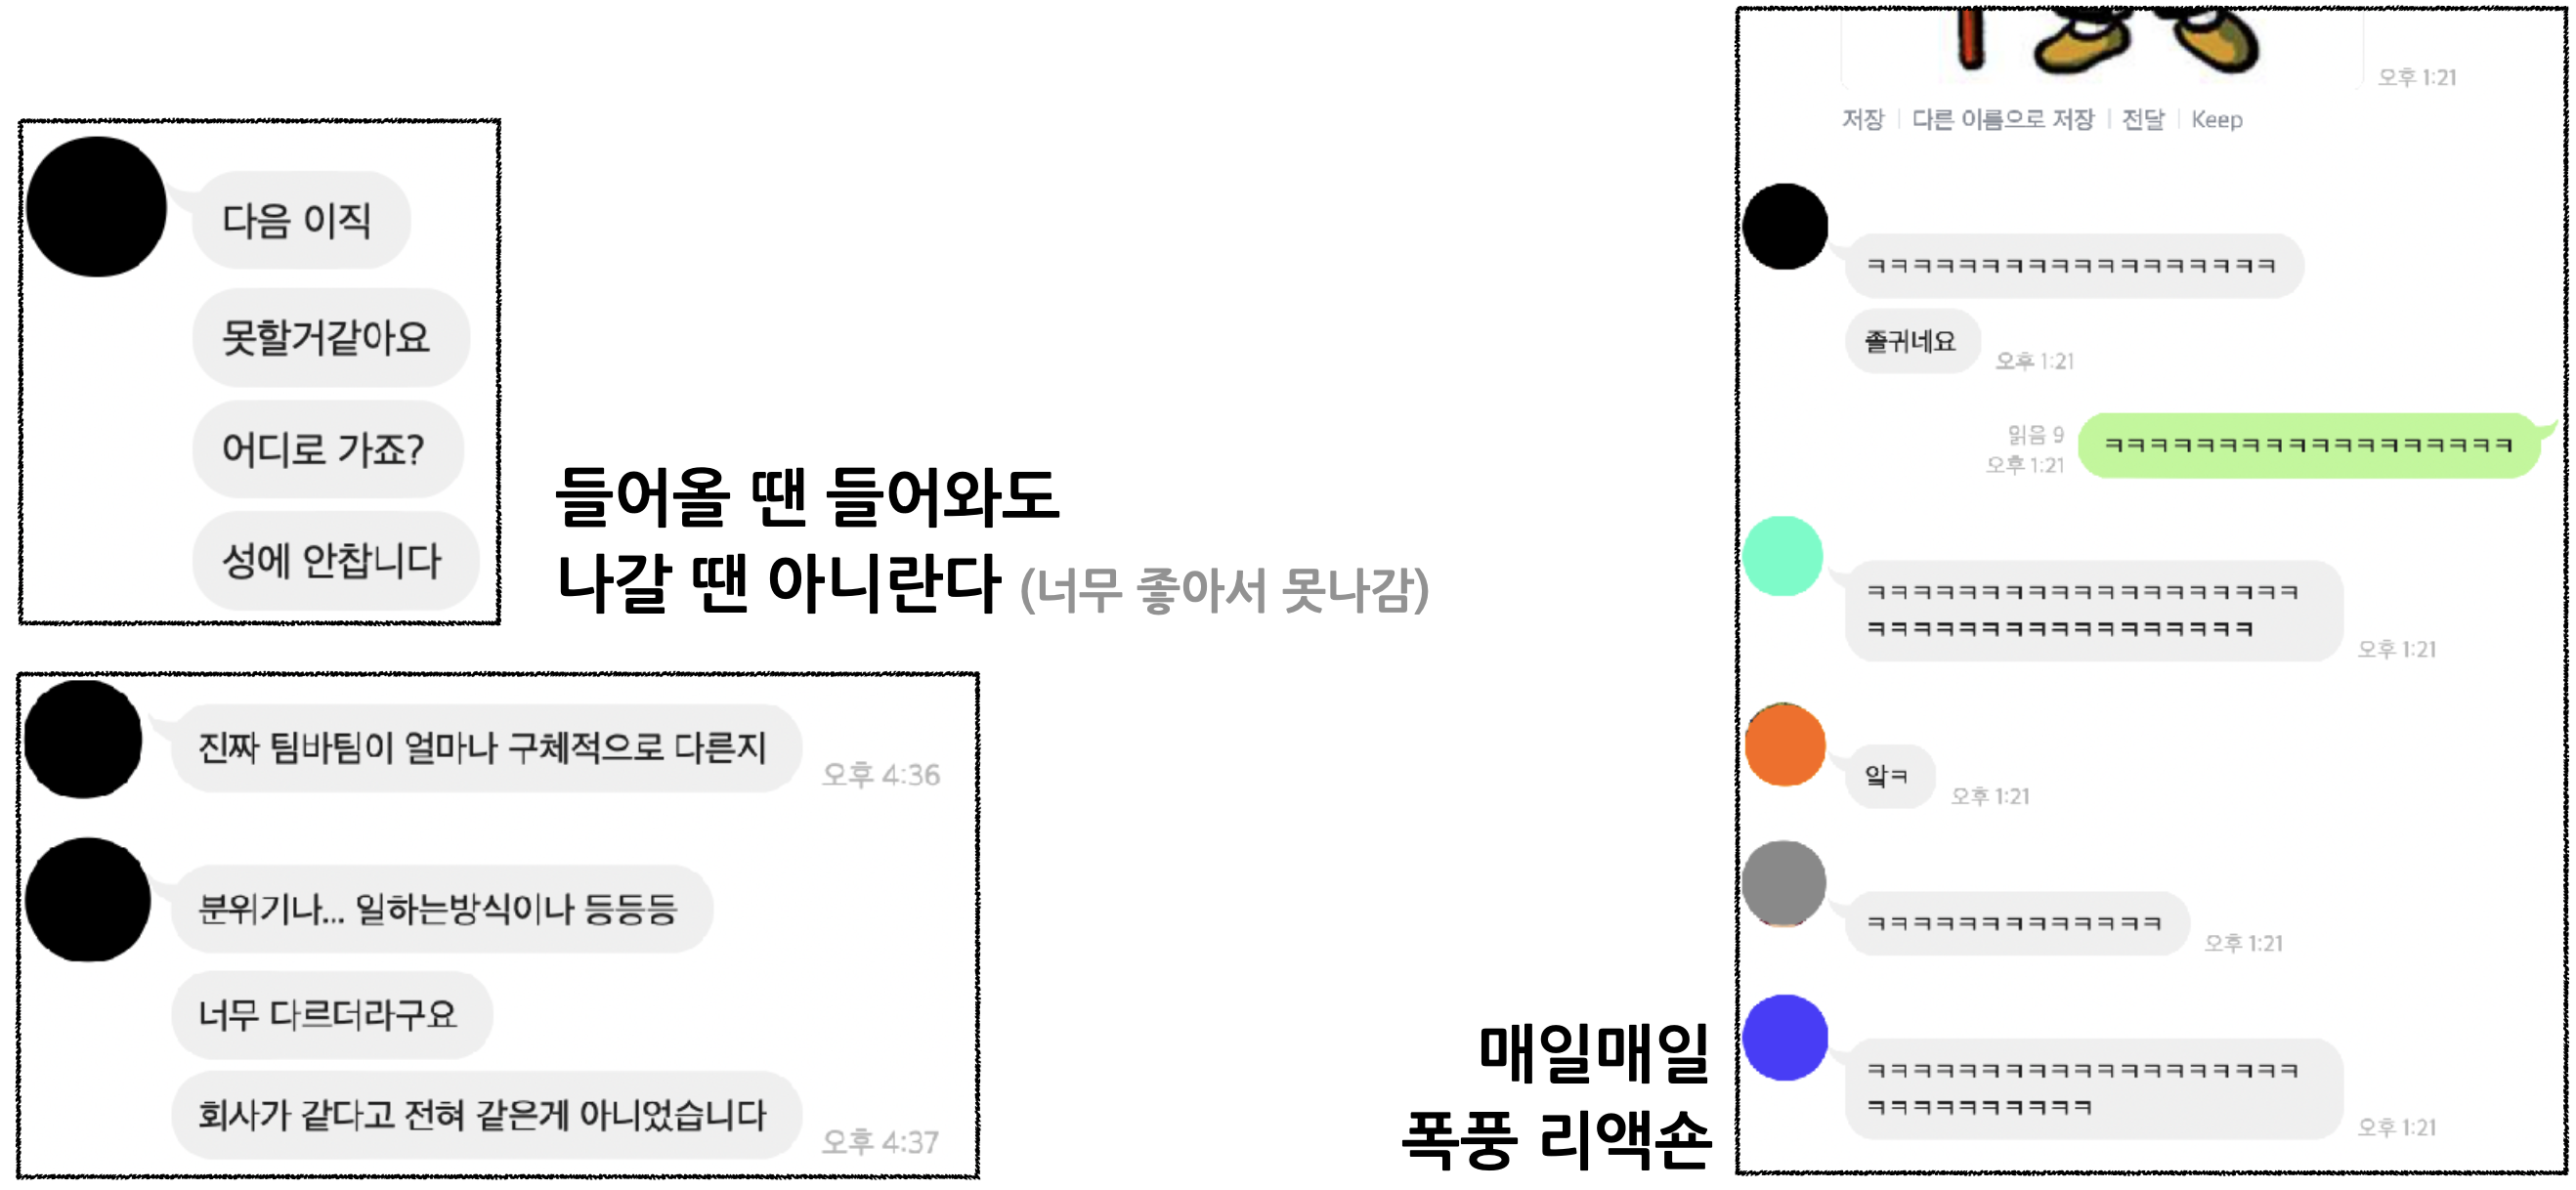 다음 이직
못할거같아요
어디로 가죠?
성에 안찹니다
들어올 땐 들어와도
나갈 땐 아니란다 (너무 좋아서 못나감)
진짜 팀바팀이 얼마나 구체적으로 다른지
오후 4:36
분위기나... 일하는방식이나 등등등
너무 다르더라구요
회사가 같다고 전혀 같은게 아니었습니다
오후 4:37
매일매일
폭풍 리액숀
오후 1:21
저장 | 다른 이름으로 저장 | 전달 | Keep
ㅋㅋㅋㅋㅋㅋㅋㅋㅋㅋㅋㅋㅋㅋㅋㅋㅋㅋ
졸귀네요
오후 1:21
읽음 9
오후 1:21
ㅋㅋㅋㅋㅋㅋㅋㅋㅋㅋㅋㅋㅋㅋㅋㅋㅋㅋ
ㅋㅋㅋㅋㅋㅋㅋㅋㅋㅋㅋㅋㅋㅋㅋㅋㅋㅋㅋ
ㅋㅋㅋㅋㅋㅋㅋㅋㅋㅋㅋㅋㅋㅋㅋㅋㅋ
오후 1:21
앜ㅋ
오후 1:21
ㅋㅋㅋㅋㅋㅋㅋㅋㅋㅋㅋㅋㅋ
오후 1:21
ㅋㅋㅋㅋㅋㅋㅋㅋㅋㅋㅋㅋㅋㅋㅋㅋㅋㅋㅋ
ㅋㅋㅋㅋㅋㅋㅋㅋㅋㅋ
오후 1:21